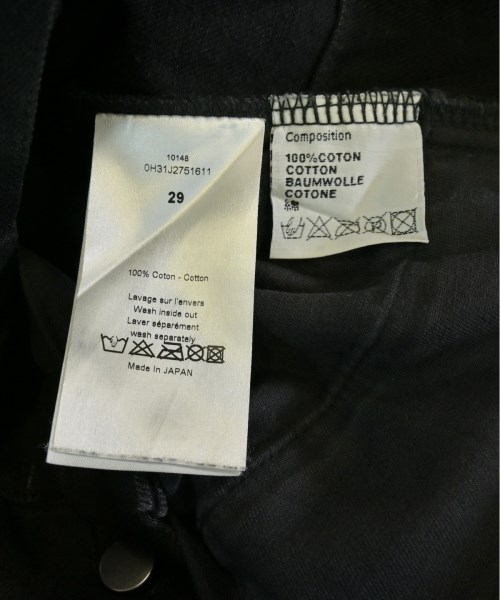 10148
0H31J2751611
29
100% Coton - Cotton
Lavage sur l'envers
Wash inside out
Laver séparément
wash separately
Made In JAPAN
Composition
100%COTON
COTTON
BAUMWOLLE
COTONE